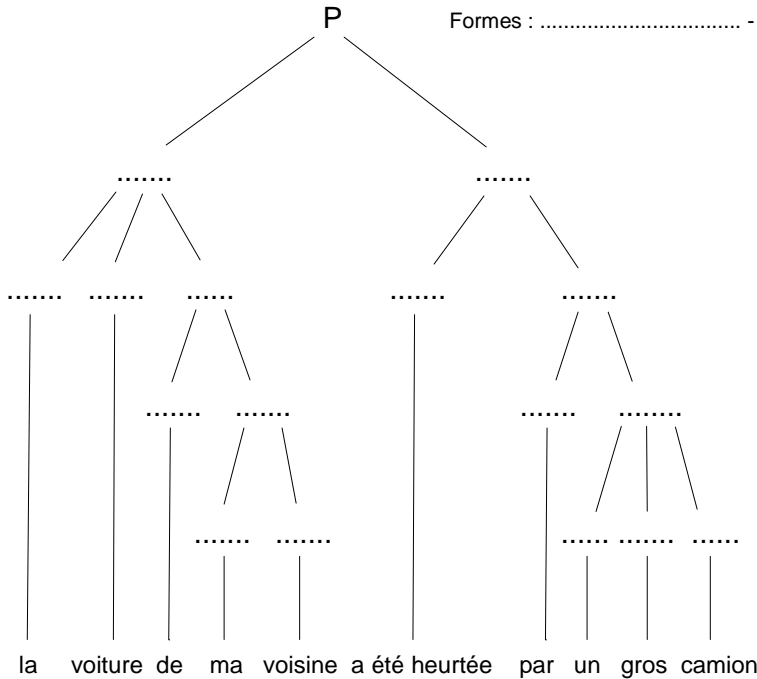 P Formes : .................................. -
....... .......
....... ....... ...... ....... .......
....... ....... ....... ........
....... ....... ...... ....... ......
la voiture de ma voisine a été heurtée par un gros camion